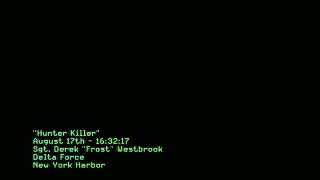 "Hunter Killer"
August 17th - 16:32:17
Sgt. Derek "Frost" Westbrook
Delta Force
New York Harbor